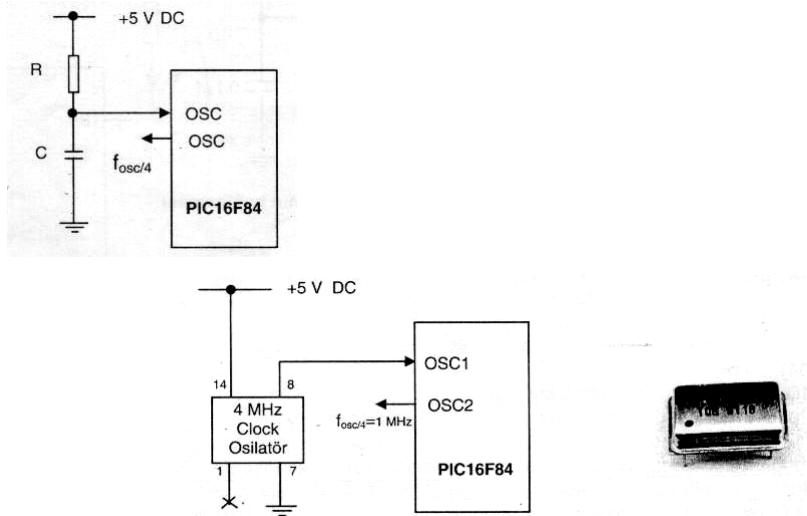 +5 V DC
R
OSC
OSC
C
fosc/4
PIC16F84
+5 V DC
14
8
OSC1
4 MHz
Clock
Osilatör
OSC2
fosc/4=1 MHz
1
7
PIC16F84